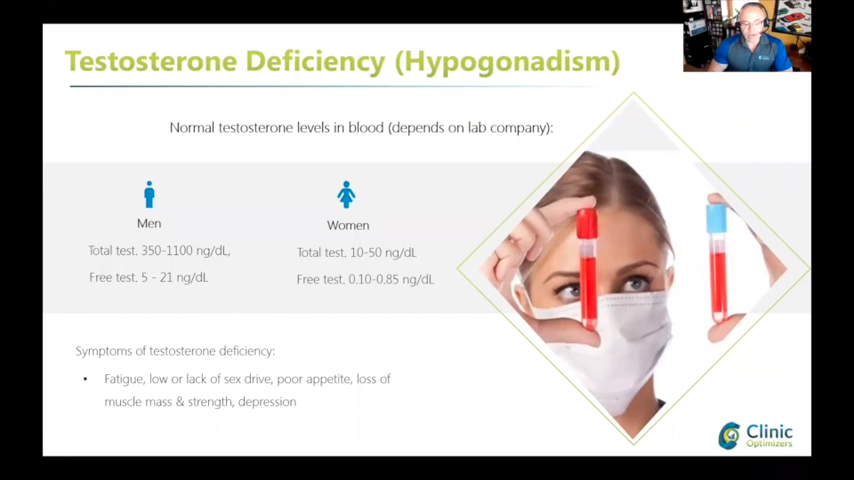 Testosterone Deficiency (Hypogonadism)
Normal testosterone levels in blood (depends on lab company):
Men
Total test. 350-1100 ng/dL,
Free test. 5 - 21 ng/dL
Women
Total test. 10-50 ng/dL
Free test. 0.10-0.85 ng/dL
Symptoms of testosterone deficiency:
• Fatigue, low or lack of sex drive, poor appetite, loss of
muscle mass & strength, depression
Clinic
Optimizers